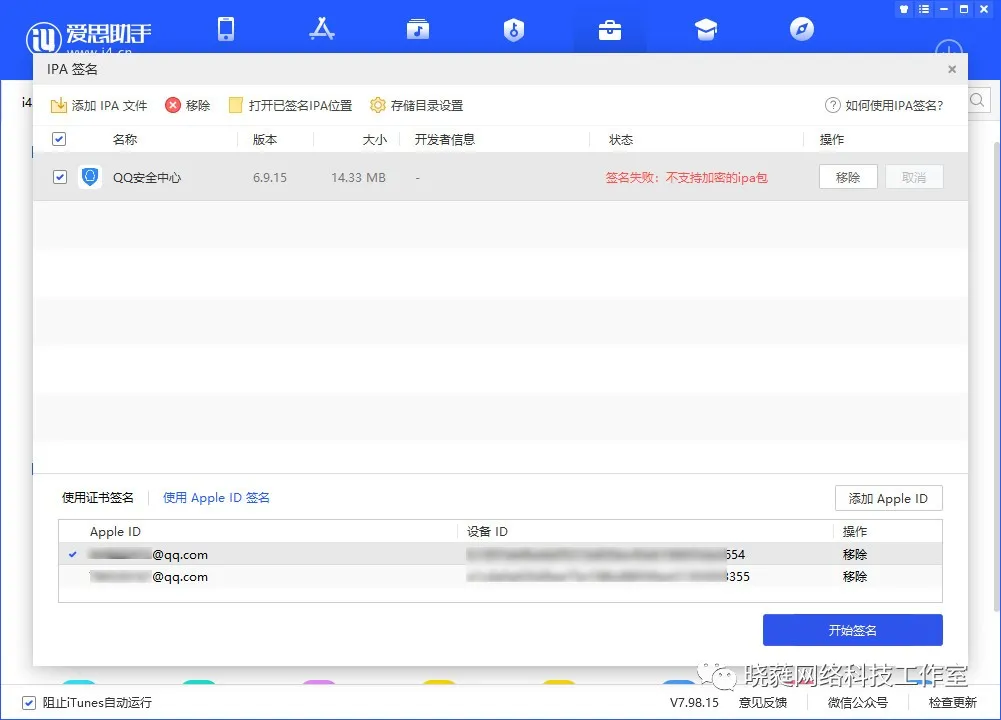 爱思助手
www.i4.cn
IPA 签名
i4
添加 IPA 文件 移除 打开已签名IPA位置 存储目录设置 如何使用IPA签名?
名称 版本 大小 开发者信息 状态 操作
QQ安全中心 6.9.15 14.33 MB - 签名失败：不支持加密的ipa包 移除 取消
使用证书签名 使用 Apple ID 签名 添加 Apple ID
Apple ID 设备 ID 操作
@qq.com 554 移除
@qq.com 3355 移除
开始签名
晓蕤网络科技工作室
阻止iTunes自动运行 V7.98.15 意见反馈 微信公众号 检查更新